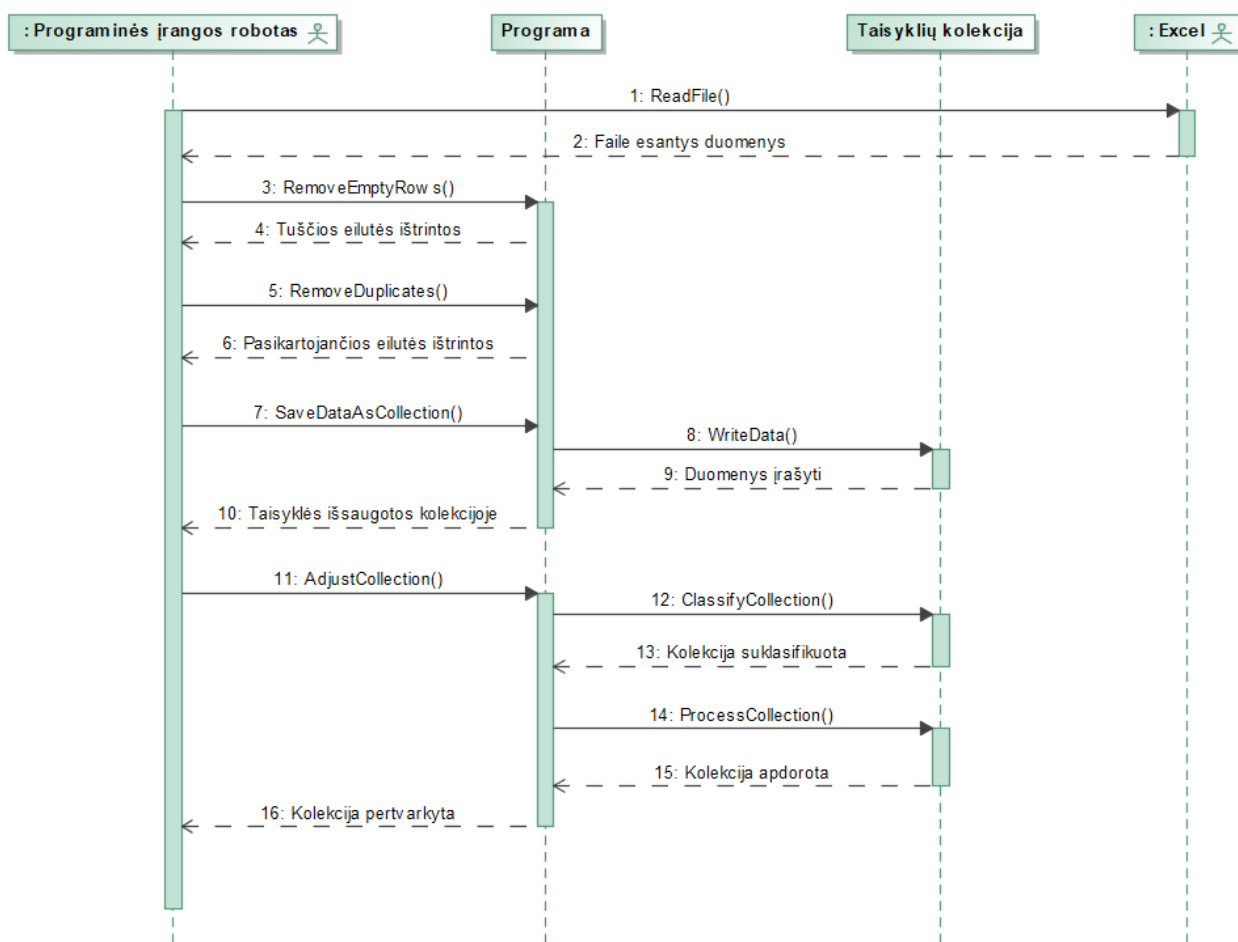 : Programinės įrangos robotas
Programa
Taisyklių kolekcija
: Excel
1: ReadFile()
2: Faile esantys duomenys
3: RemoveEmptyRows()
4: Tuščios eilutės ištrintos
5: RemoveDuplicates()
6: Pasikartojančios eilutės ištrintos
7: SaveDataAsCollection()
8: WriteData()
9: Duomenys įrašyti
10: Taisyklės išsaugotos kolekcijoje
11: AdjustCollection()
12: ClassifyCollection()
13: Kolekcija suklasifikuota
14: ProcessCollection()
15: Kolekcija apdorota
16: Kolekcija pertvarkyta